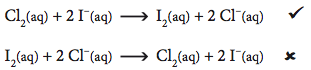 Cl₂(aq) + 2 I⁻(aq) ⟶ I₂(aq) + 2 Cl⁻(aq) ✔
I₂(aq) + 2 Cl⁻(aq) ⟶ Cl₂(aq) + 2 I⁻(aq) ✖